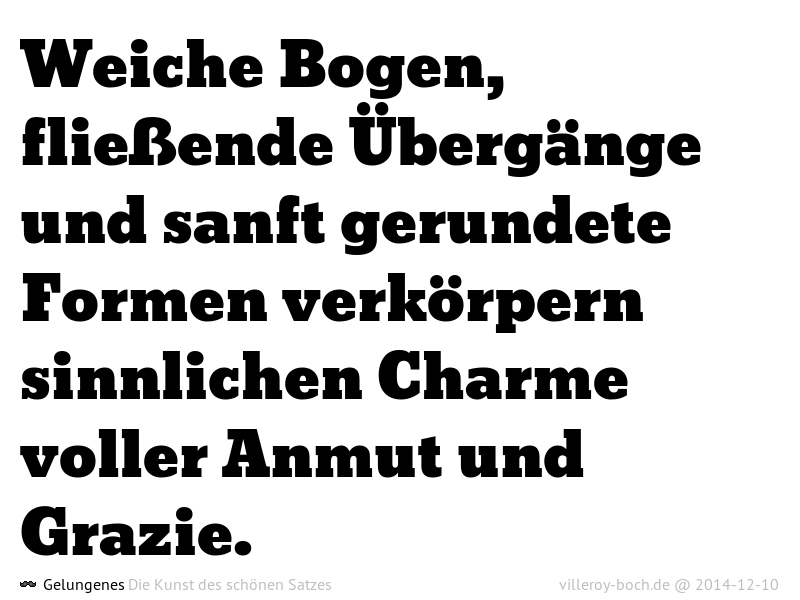 Weiche Bogen,
fließende Übergänge
und sanft gerundete
Formen verkörpern
sinnlichen Charme
voller Anmut und
Grazie.
Gelungenes Die Kunst des schönen Satzes villeroy-boch.de @ 2014-12-10